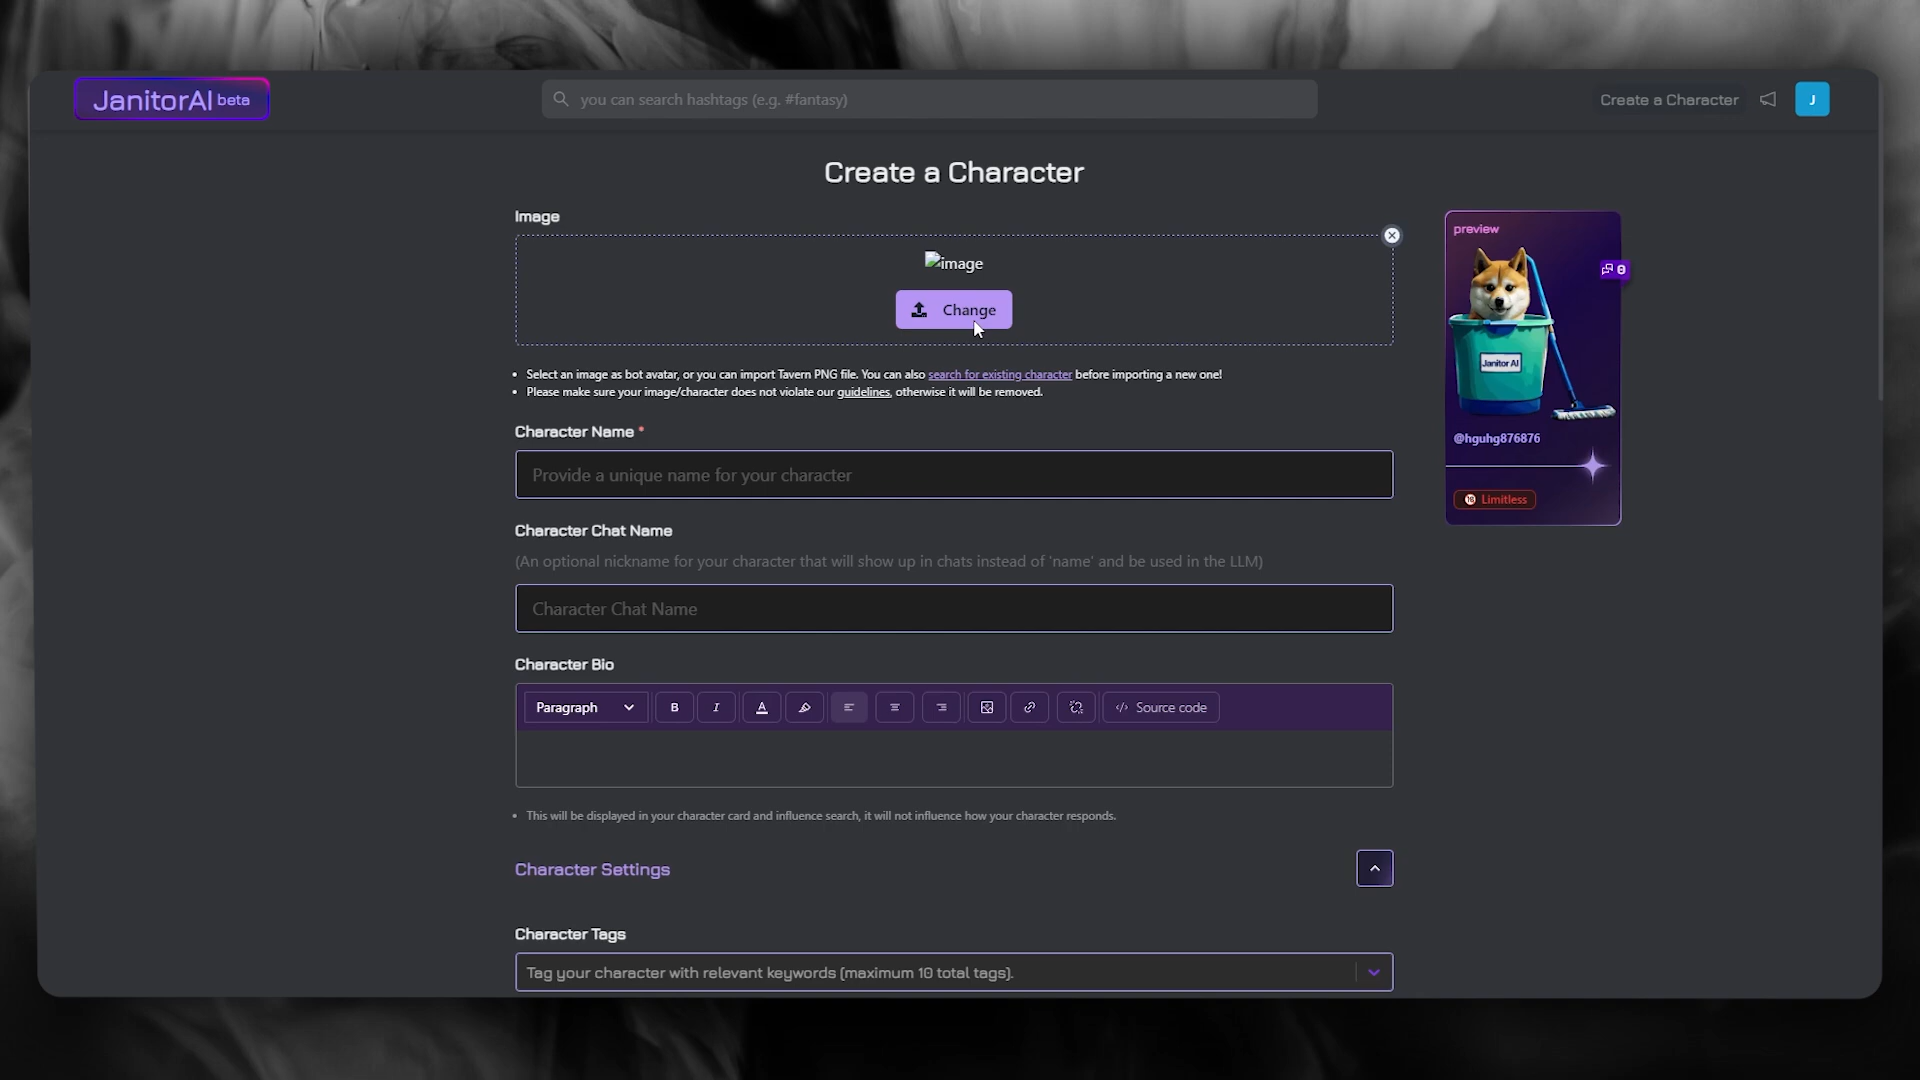 JanitorAI beta
you can search hashtags (e.g. #fantasy)
Create a Character
J
Create a Character
Image
image
Change
Select an image as bot avatar, or you can import Tavern PNG file. You can also search for existing character before importing a new one!
Please make sure your image/character does not violate our guidelines, otherwise it will be removed.
Character Name *
Provide a unique name for your character
Character Chat Name
(An optional nickname for your character that will show up in chats instead of 'name' and be used in the LLM)
Character Chat Name
Character Bio
Paragraph
B
I
A
Source code
This will be displayed in your character card and influence search, it will not influence how your character responds.
Character Settings
Character Tags
Tag your character with relevant keywords (maximum 10 total tags).
preview
0
Janitor AI
@hguhg876876
18 Limitless